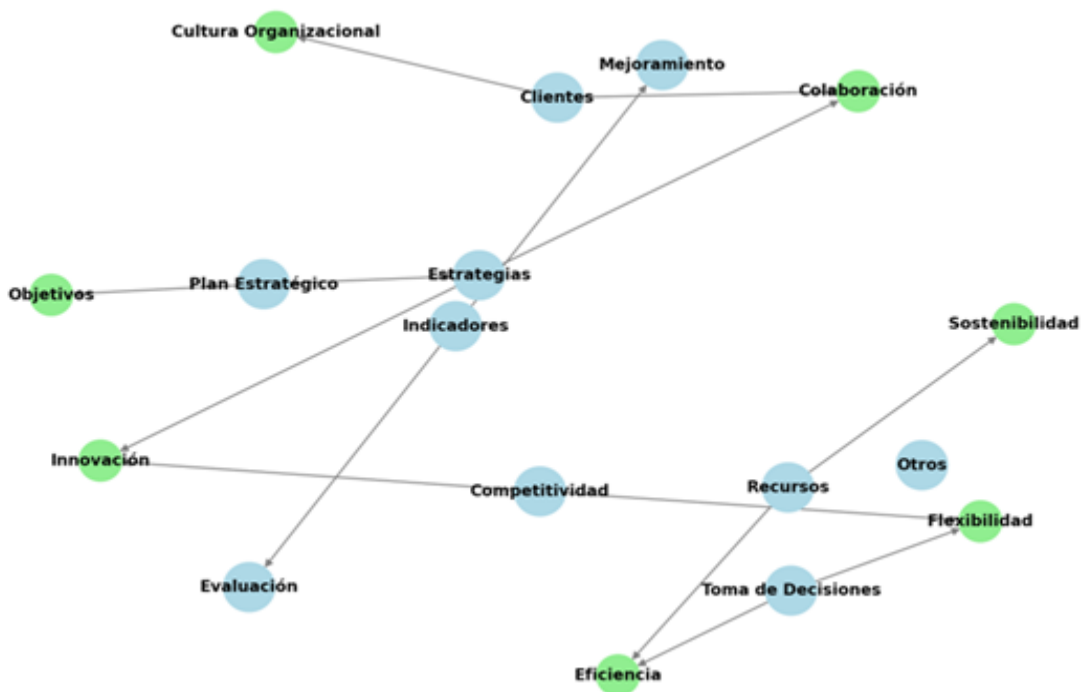 Cultura Organizacional
Mejoramiento
Clientes
Colaboración
Estrategias
Plan Estratégico
Objetivos
Indicadores
Sostenibilidad
Innovación
Otros
Competitividad
Recursos
Flexibilidad
Evaluación
Toma de Decisiones
Eficiencia